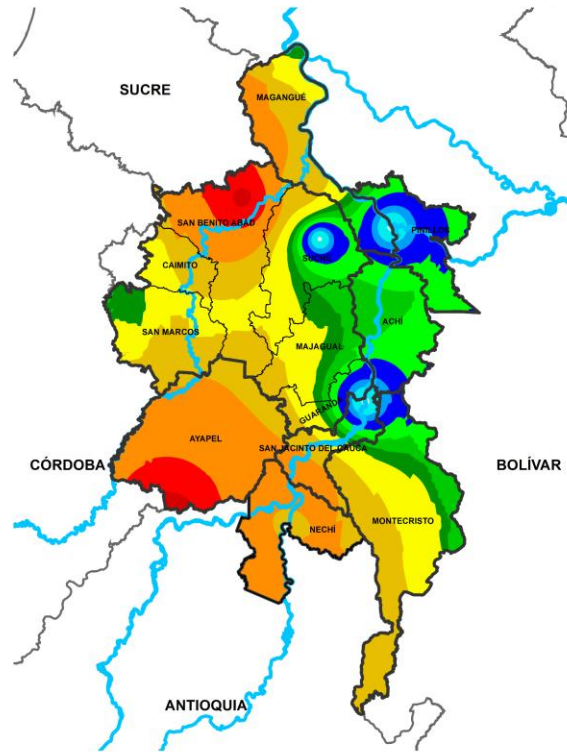 SUCRE
MAGANGUÉ
SAN BENITO ABAD
PINILLOS
SUCRE
CAIMITO
SAN MARCOS
ACHÍ
MAJAGUAL
GUARANDA
AYAPEL
SAN JACINTO DEL CAUCA
CÓRDOBA
BOLÍVAR
MONTECRISTO
NECHÍ
ANTIOQUIA